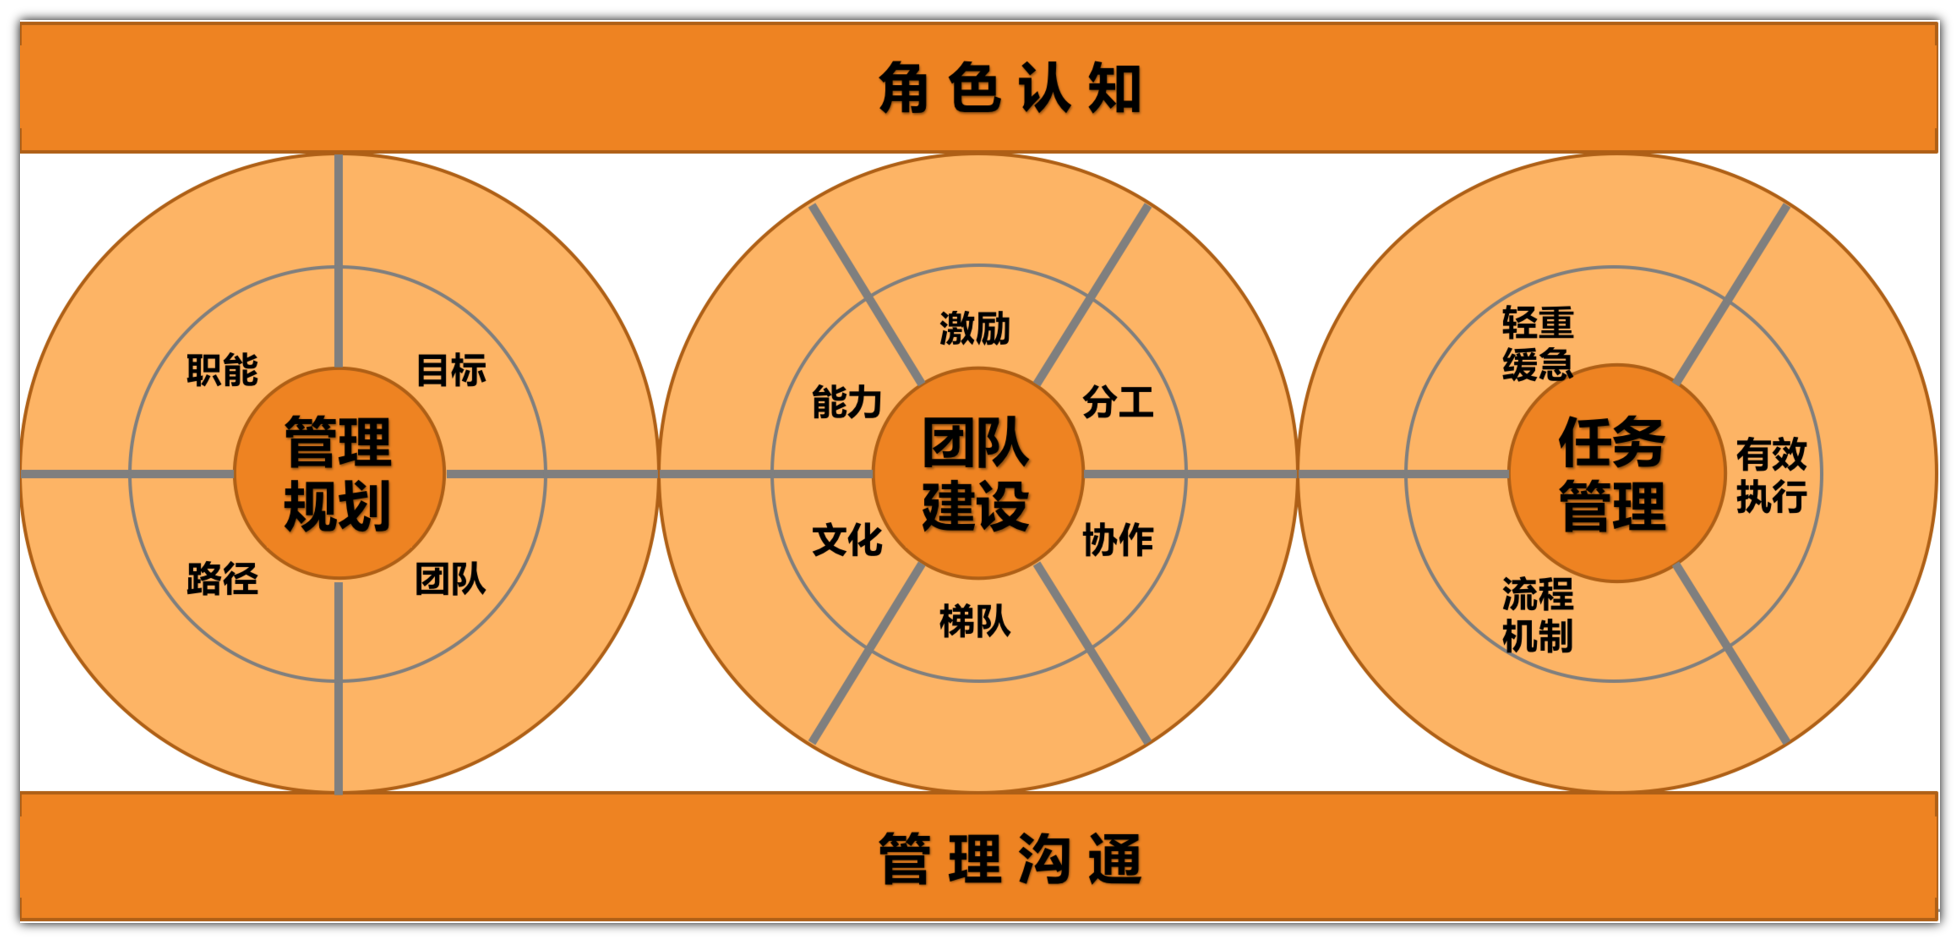 角色认知
职能
目标
管理
规划
路径
团队
激励
能力
分工
团队
建设
文化
协作
梯队
轻重
缓急
任务
管理
有效
执行
流程
机制
管理沟通